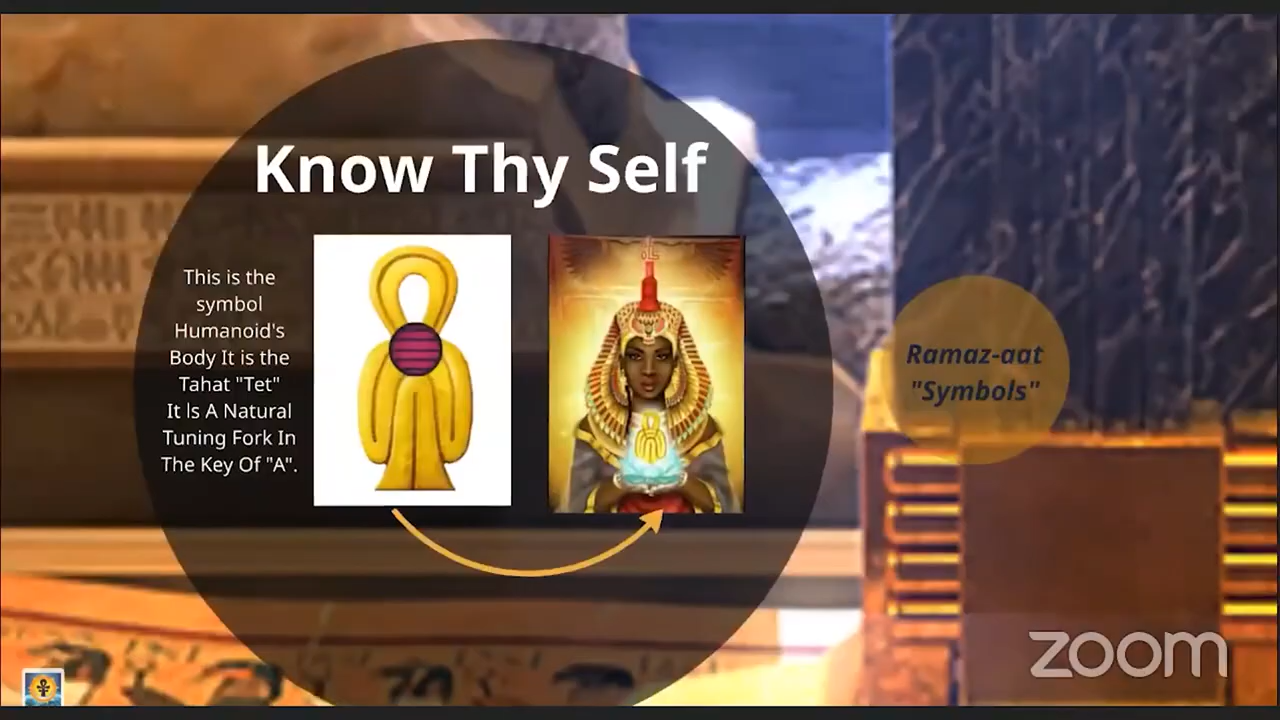 Know Thy Self
This is the
symbol
Humanoid's
Body It is the
Tahat "Tet"
It Is A Natural
Tuning Fork In
The Key Of "A".
Ramaz-aat
"Symbols"
zoom